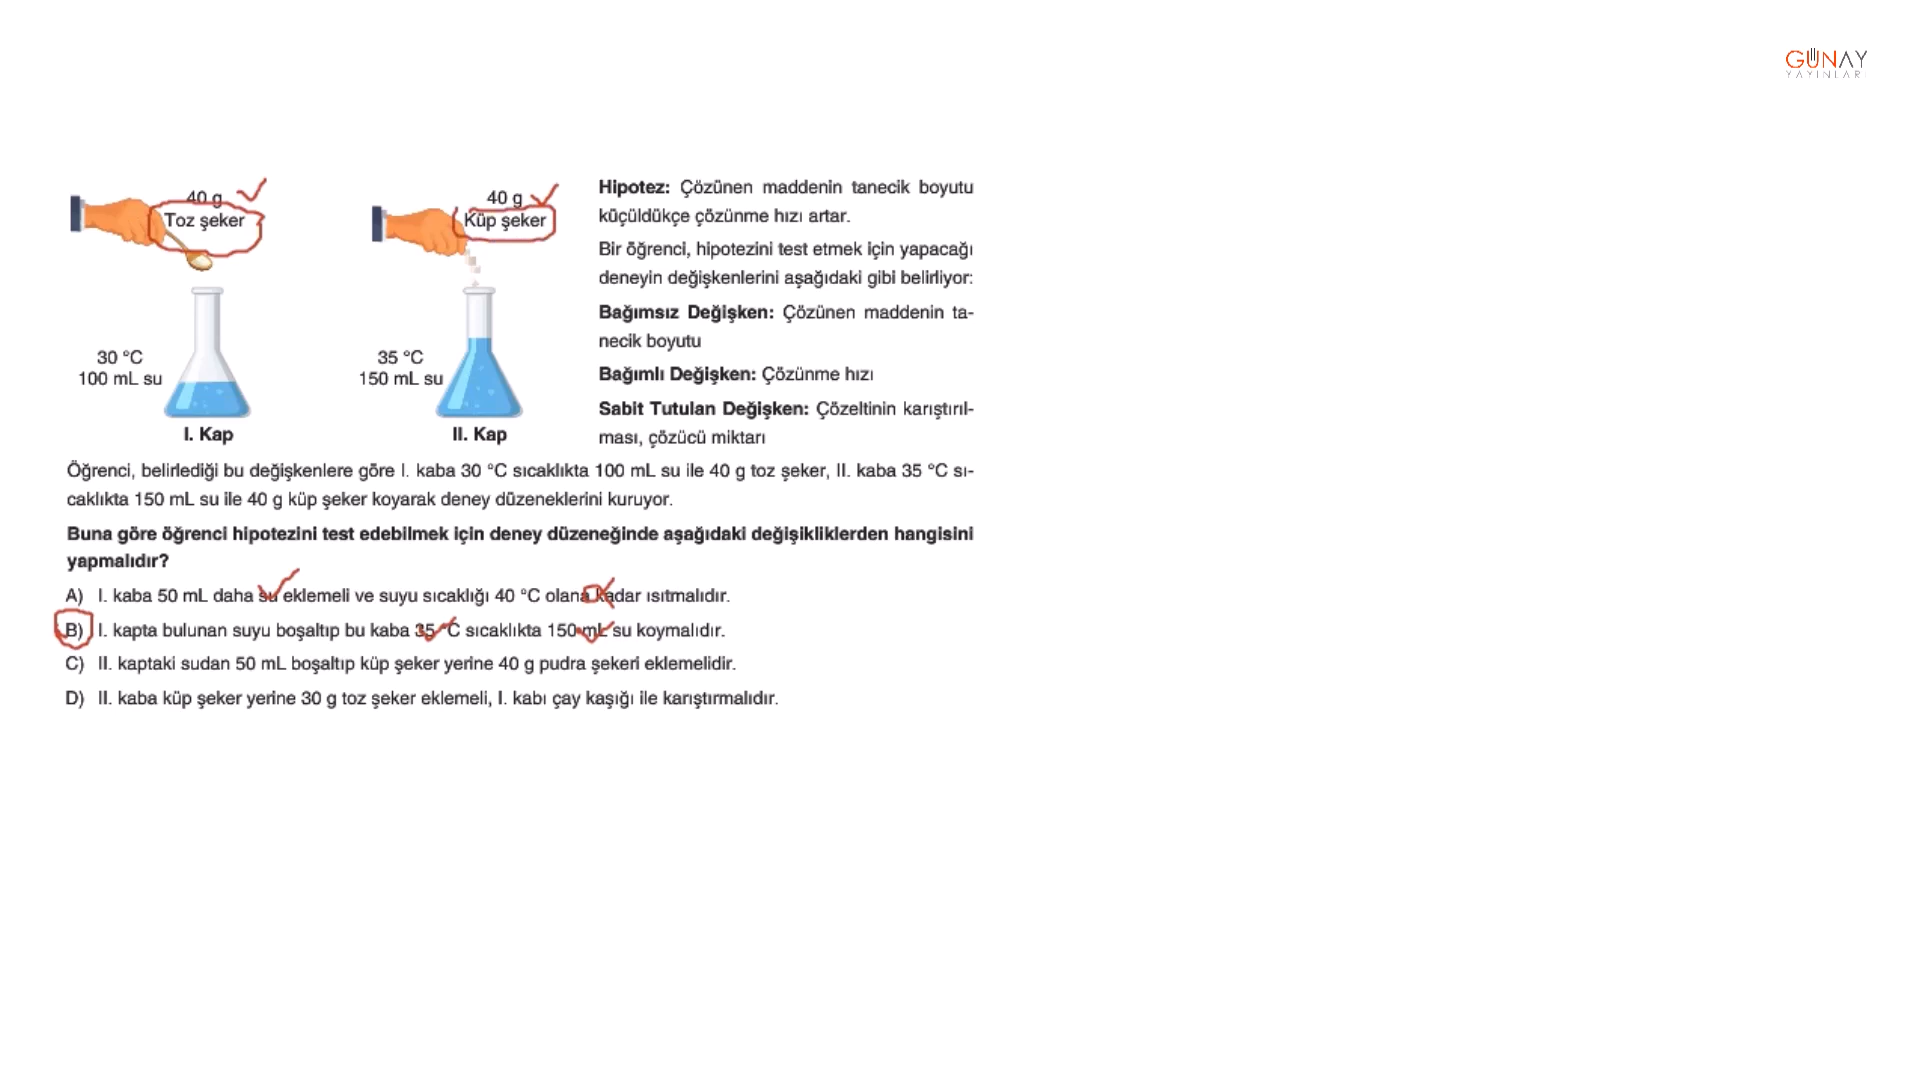 GÜNAY
YAYINLARI
40 g
Toz şeker
30 °C
100 mL su
I. Kap
40 g
Küp şeker
35 °C
150 mL su
II. Kap
Hipotez: Çözünen maddenin tanecik boyutu
küçüldükçe çözünme hızı artar.
Bir öğrenci, hipotezini test etmek için yapacağı
deneyin değişkenlerini aşağıdaki gibi belirliyor:
Bağımsız Değişken: Çözünen maddenin ta-
necik boyutu
Bağımlı Değişken: Çözünme hızı
Sabit Tutulan Değişken: Çözeltinin karıştırıl-
ması, çözücü miktarı
Öğrenci, belirlediği bu değişkenlere göre I. kaba 30 °C sıcaklıkta 100 mL su ile 40 g toz şeker, II. kaba 35 °C sı-
caklıkta 150 mL su ile 40 g küp şeker koyarak deney düzeneklerini kuruyor.
Buna göre öğrenci hipotezini test edebilmek için deney düzeneğinde aşağıdaki değişikliklerden hangisini
yapmalıdır?
A) I. kaba 50 mL daha su eklemeli ve suyu sıcaklığı 40 °C olana kadar ısıtmalıdır.
B) I. kapta bulunan suyu boşaltıp bu kaba 35 °C sıcaklıkta 150 mL su koymalıdır.
C) II. kaptaki sudan 50 mL boşaltıp küp şeker yerine 40 g pudra şekeri eklemelidir.
D) II. kaba küp şeker yerine 30 g toz şeker eklemeli, I. kabı çay kaşığı ile karıştırmalıdır.